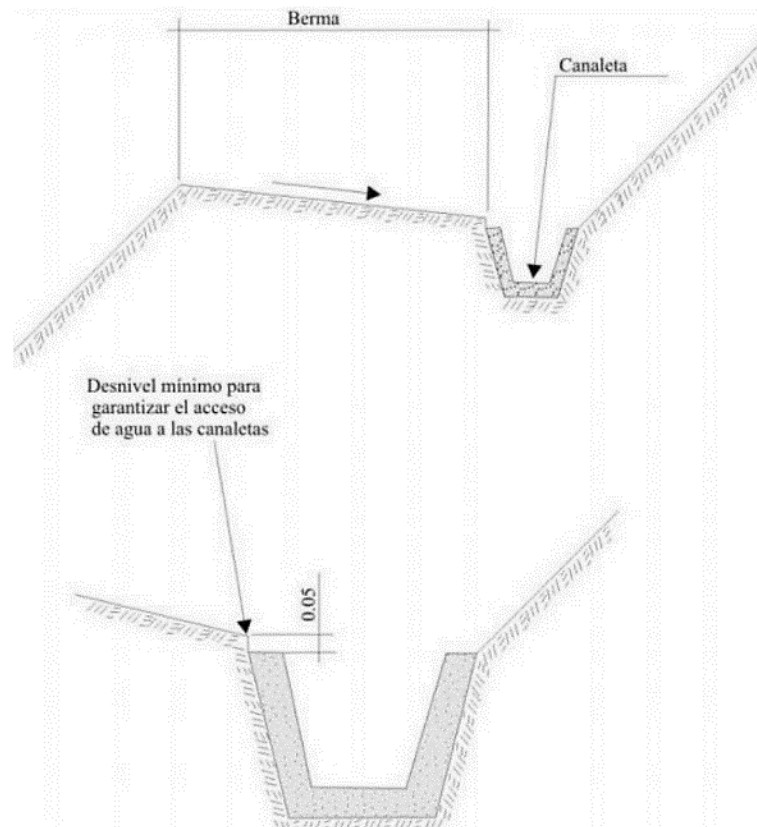 Berma
Canaleta
Desnivel mínimo para
garantizar el acceso
de agua a las canaletas
0.05